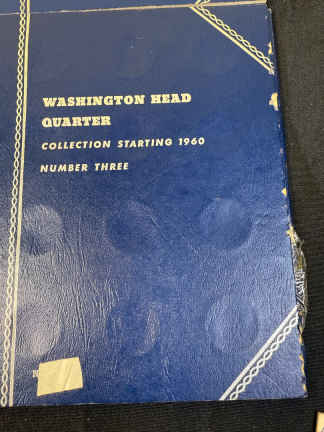 WASHINGTON HEAD
QUARTER
COLLECTION STARTING 1960
NUMBER THREE